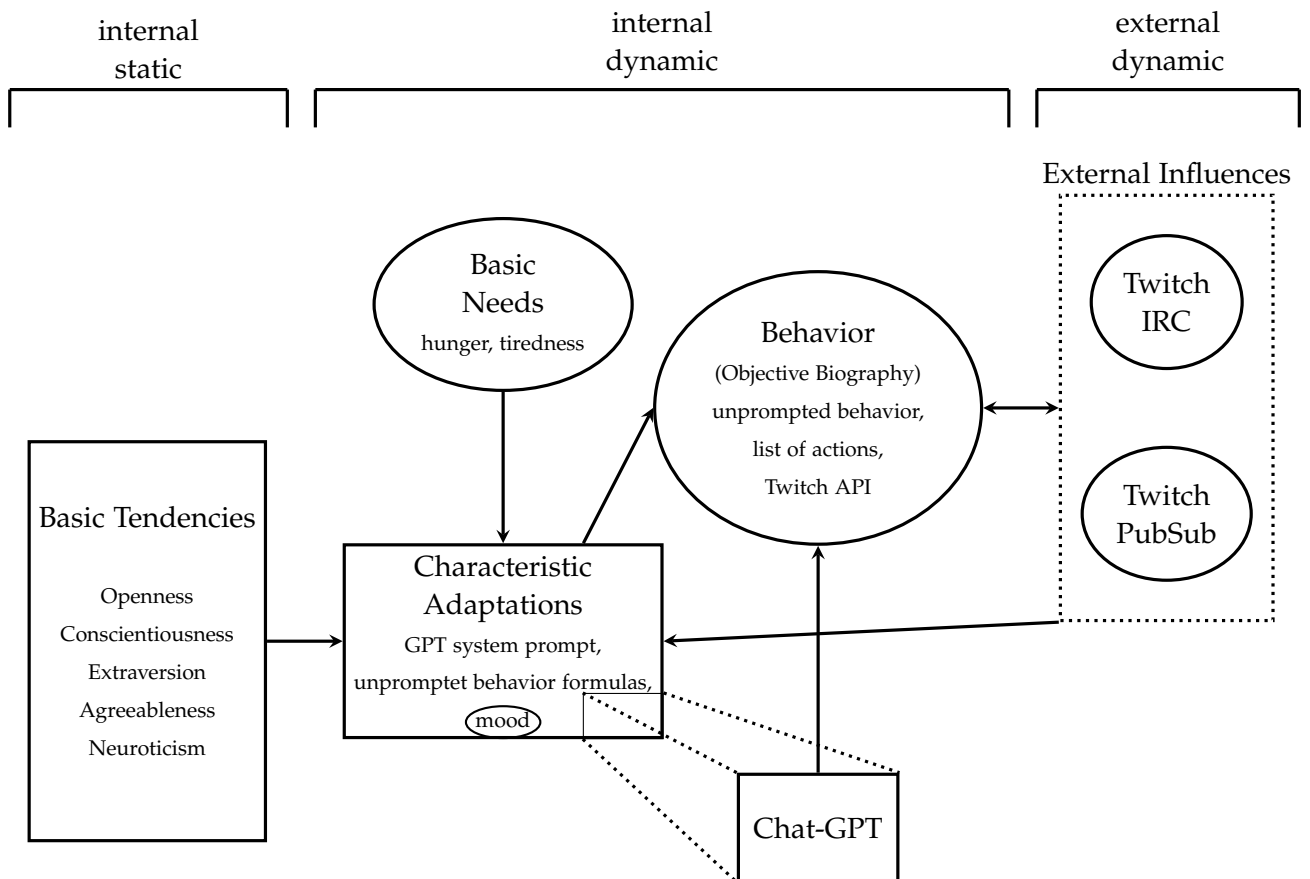 internal
static
internal
dynamic
external
dynamic
External Influences
Basic
Needs
hunger, tiredness
Behavior
(Objective Biography)
unprompted behavior,
list of actions,
Twitch API
Twitch
IRC
Twitch
PubSub
Basic Tendencies
Openness
Conscientiousness
Extraversion
Agreeableness
Neuroticism
Characteristic
Adaptations
GPT system prompt,
unpromptet behavior formulas,
mood
Chat-GPT